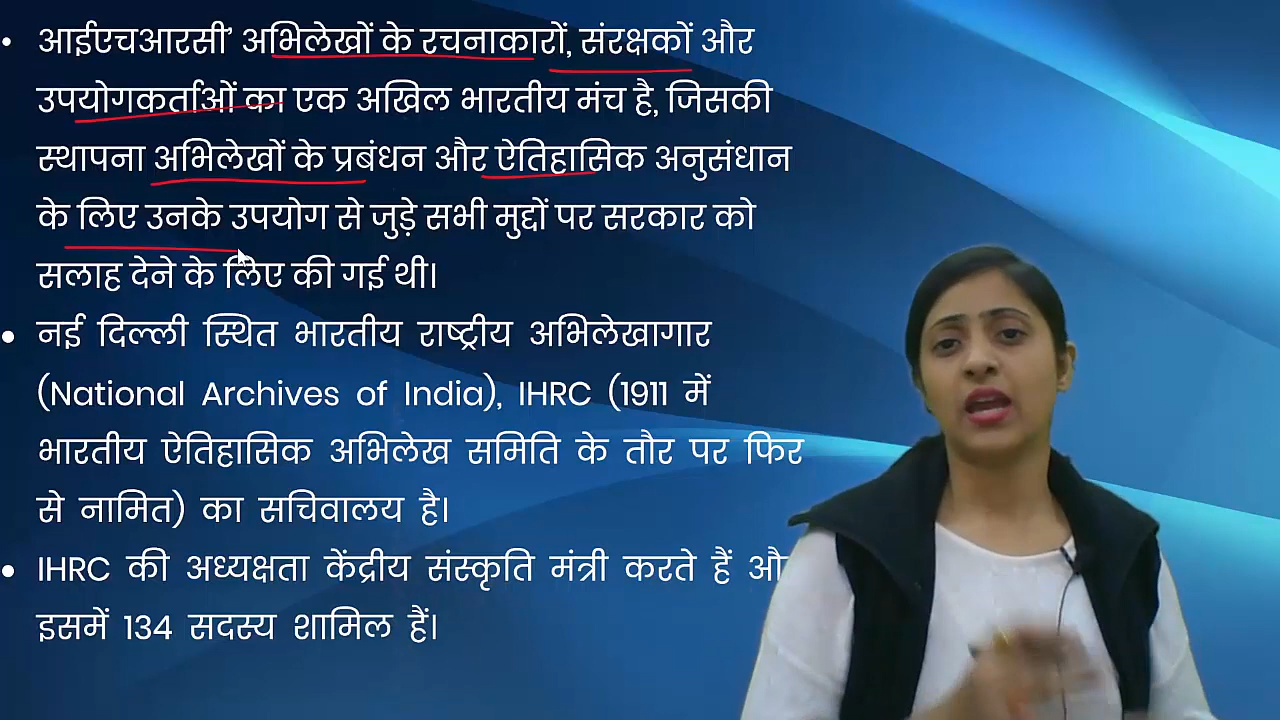 • आईएचआरसी’ अभिलेखों के रचनाकारों, संरक्षकों और
उपयोगकर्ताओं का एक अखिल भारतीय मंच है, जिसकी
स्थापना अभिलेखों के प्रबंधन और ऐतिहासिक अनुसंधान
के लिए उनके उपयोग से जुड़े सभी मुद्दों पर सरकार को
सलाह देने के लिए की गई थी।
• नई दिल्ली स्थित भारतीय राष्ट्रीय अभिलेखागार
(National Archives of India), IHRC (1911 में
भारतीय ऐतिहासिक अभिलेख समिति के तौर पर फिर
से नामित) का सचिवालय है।
• IHRC की अध्यक्षता केंद्रीय संस्कृति मंत्री करते हैं
इसमें 134 सदस्य शामिल हैं।